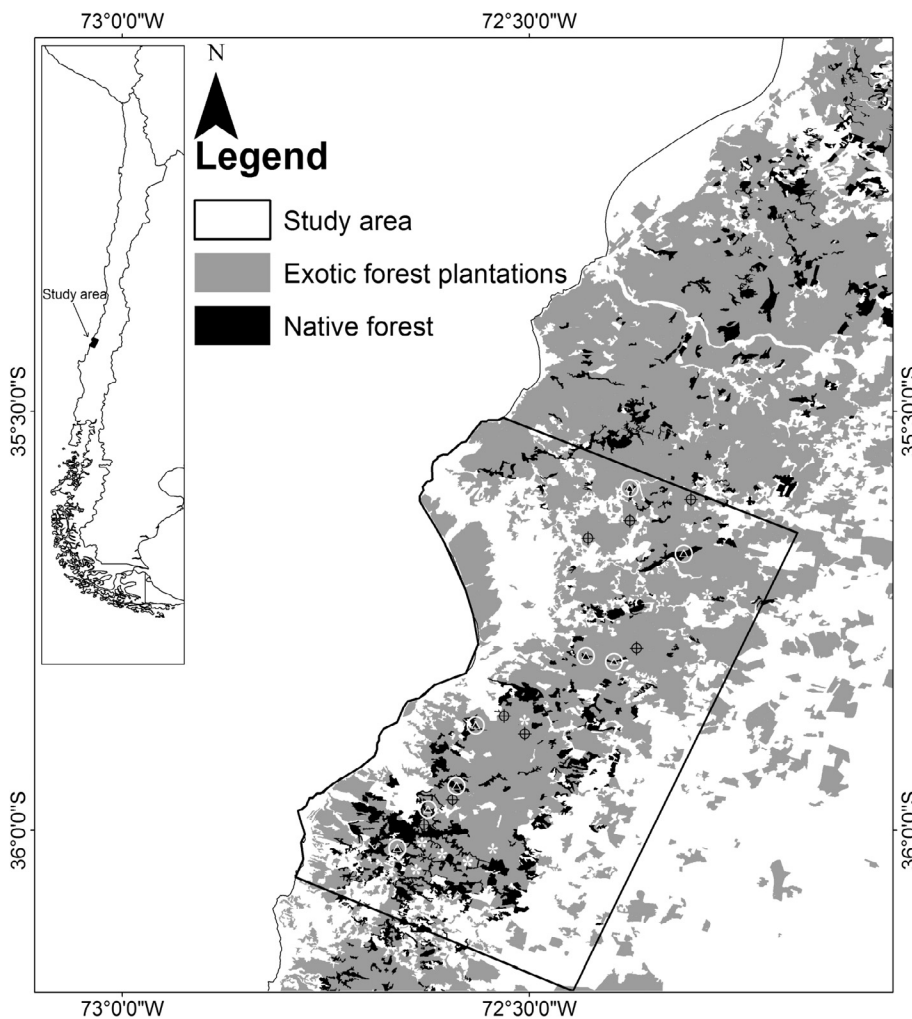 73°0'0"W
72°30'0"W
N
Legend
Study area
Exotic forest plantations
Native forest
Study area
35°30'0"S
35°30'0"S
36°0'0"S
36°0'0"S
73°0'0"W
72°30'0"W